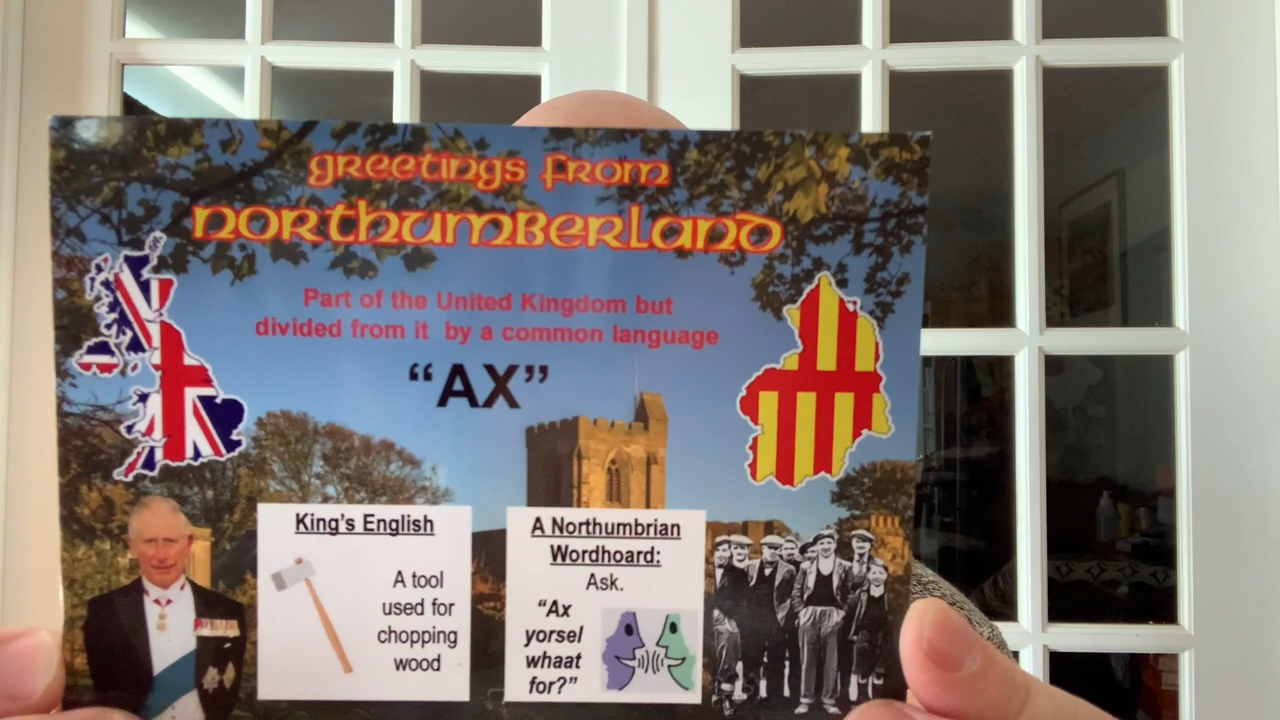 greetings from
NORThumBERLAND
Part of the United Kingdom but
divided from it by a common language
“AX”
King's English
A tool
used for
chopping
wood
A Northumbrian
Wordhoard:
Ask.
“Ax
yorsel
whaat
for?”